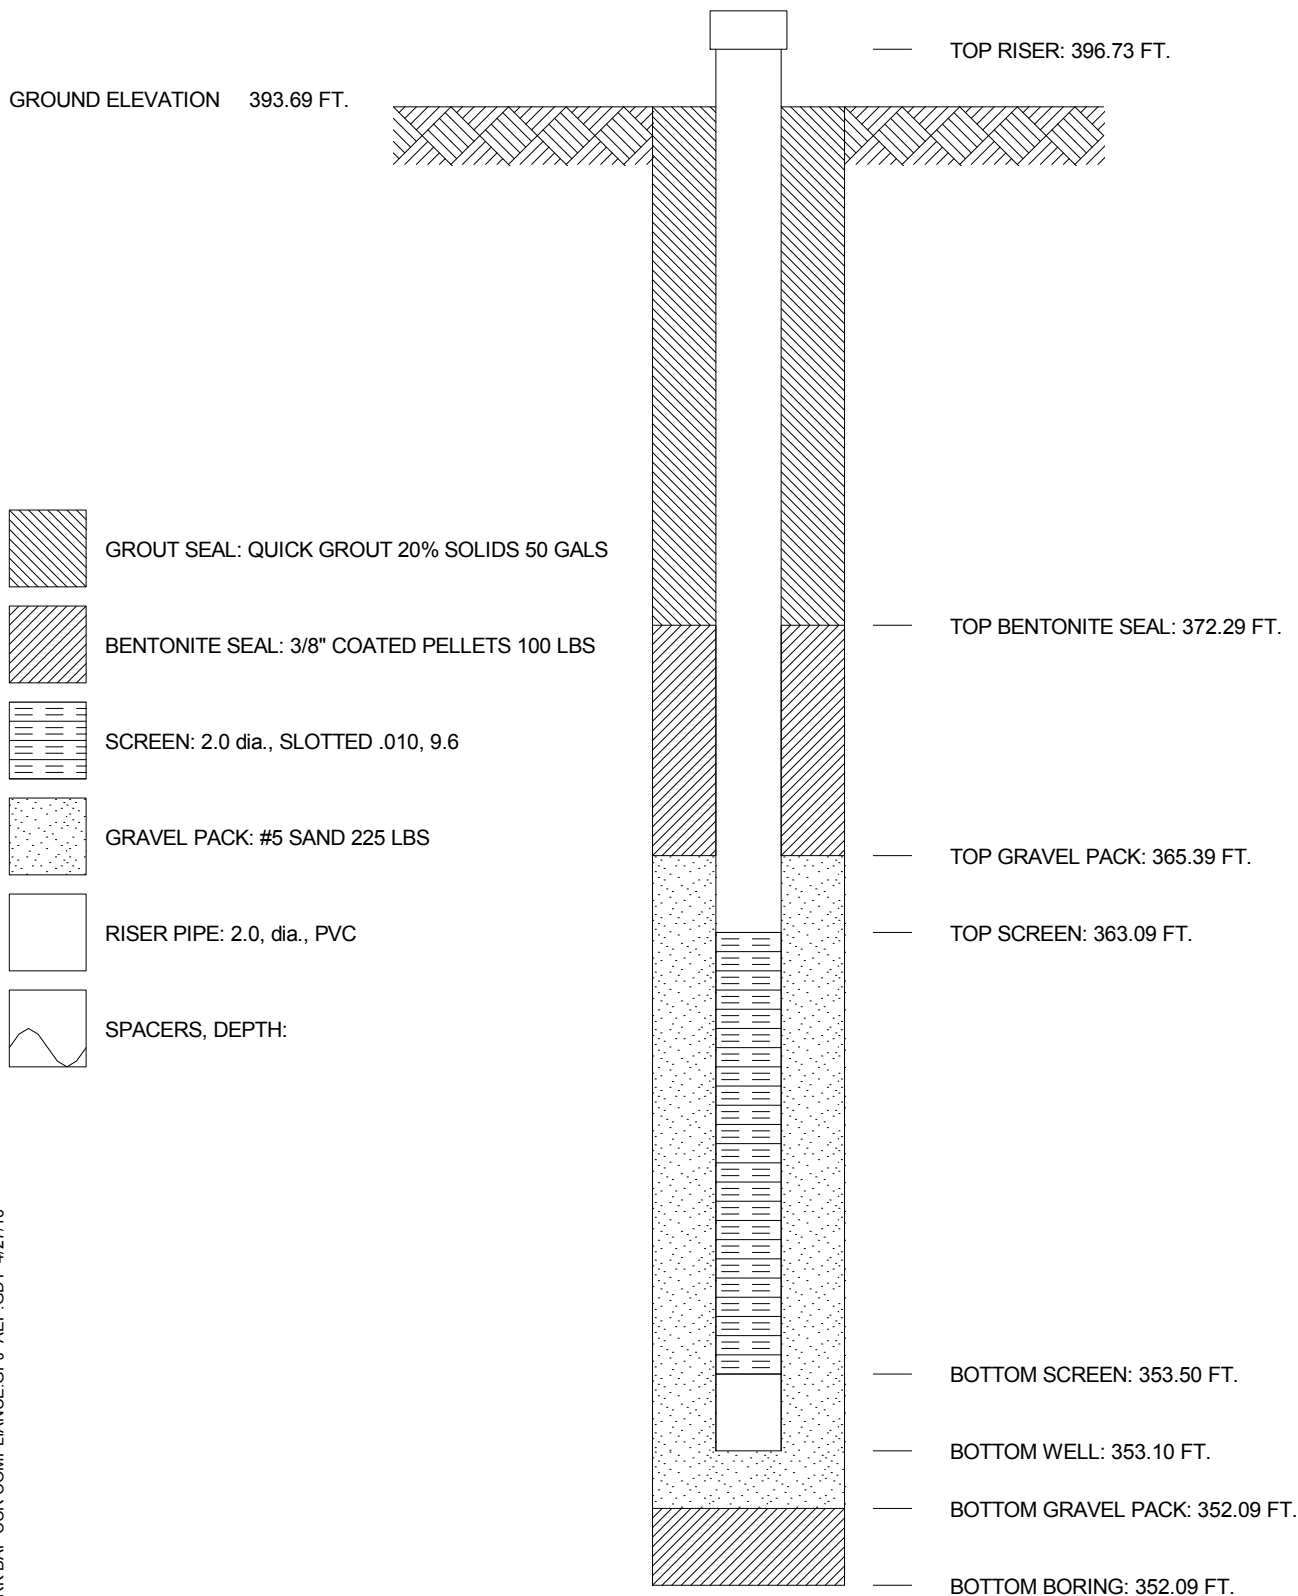 TOP RISER: 396.73 FT.
GROUND ELEVATION 393.69 FT.
GROUT SEAL: QUICK GROUT 20% SOLIDS 50 GALS
TOP BENTONITE SEAL: 372.29 FT.
BENTONITE SEAL: 3/8" COATED PELLETS 100 LBS
SCREEN: 2.0 dia., SLOTTED .010, 9.6
GRAVEL PACK: #5 SAND 225 LBS
TOP GRAVEL PACK: 365.39 FT.
RISER PIPE: 2.0, dia., PVC
TOP SCREEN: 363.09 FT.
SPACERS, DEPTH:
BOTTOM SCREEN: 353.50 FT.
BOTTOM WELL: 353.10 FT.
BOTTOM GRAVEL PACK: 352.09 FT.
BOTTOM BORING: 352.09 FT.